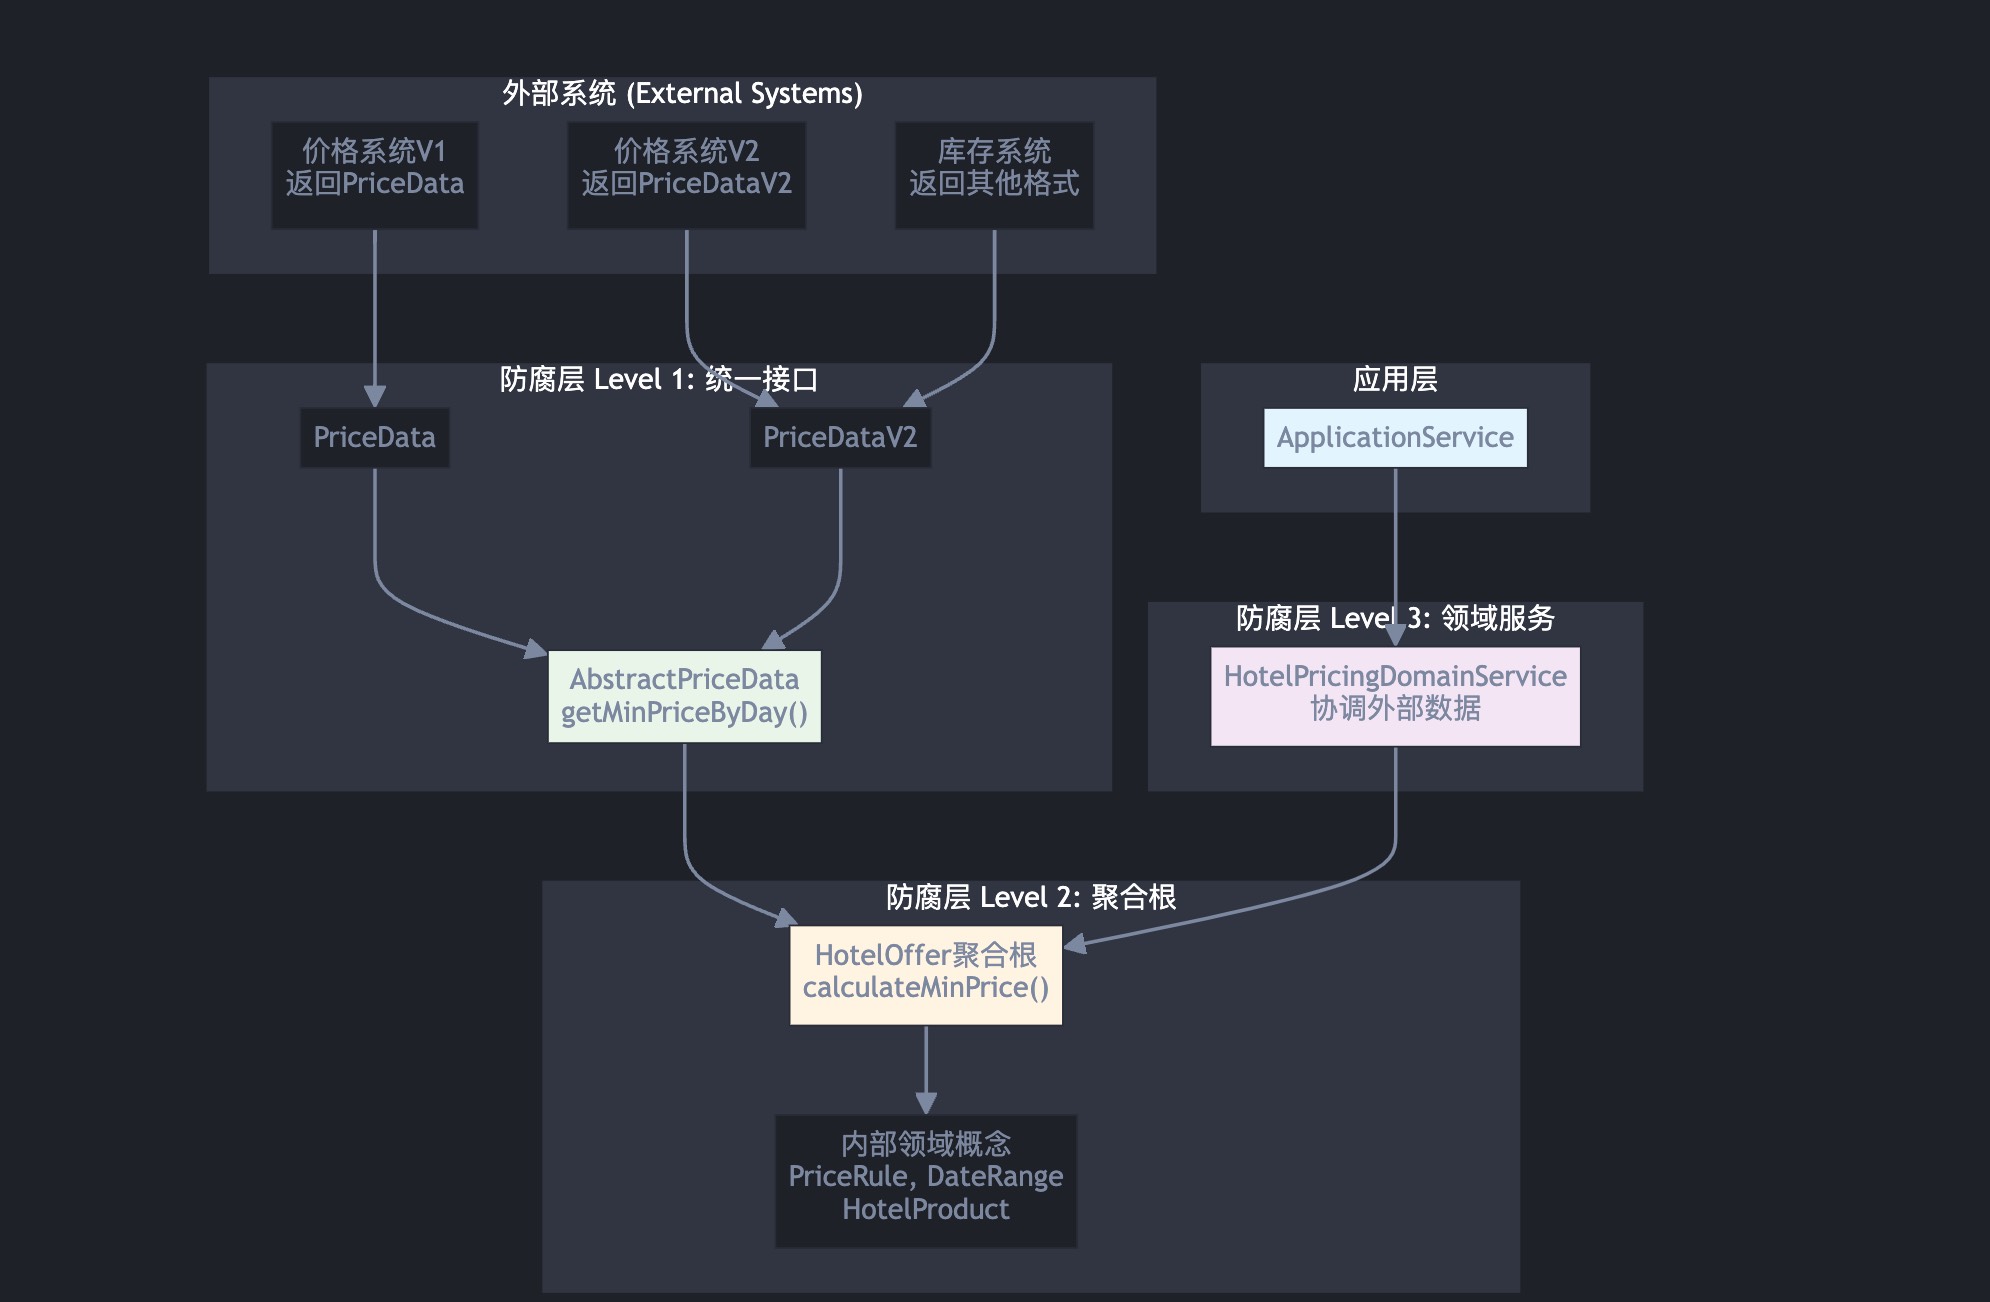 外部系统 (External Systems)
价格系统V1
返回PriceData
价格系统V2
返回PriceDataV2
库存系统
返回其他格式
防腐层 Level 1: 统一接口
PriceData
PriceDataV2
AbstractPriceData
getMinPriceByDay()
应用层
ApplicationService
防腐层 Level 3: 领域服务
HotelPricingDomainService
协调外部数据
防腐层 Level 2: 聚合根
HotelOffer聚合根
calculateMinPrice()
内部领域概念
PriceRule, DateRange
HotelProduct